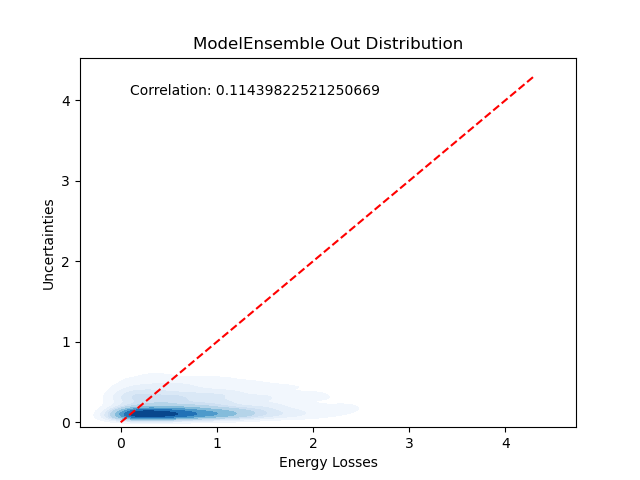 ModelEnsemble Out Distribution
Correlation: 0.11439822521250669
4
3
2
1
0
Uncertainties
0 1 2 3 4
Energy Losses